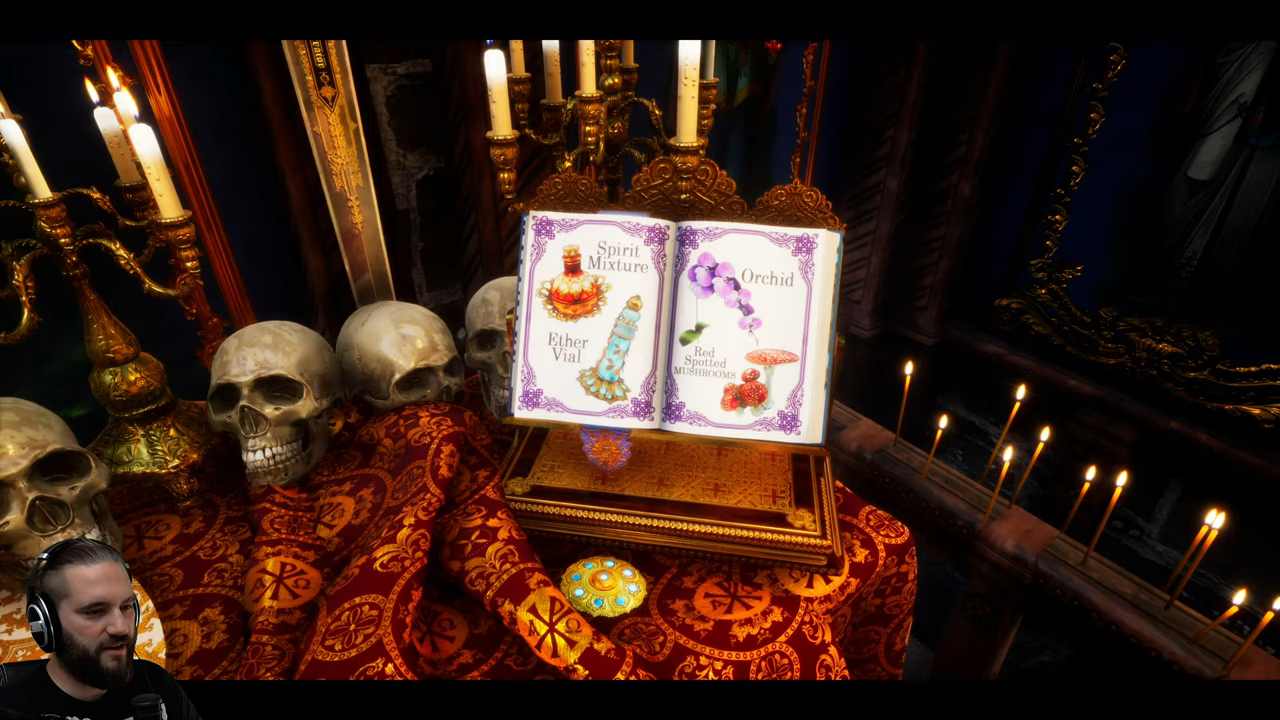 Spirit
Mixture
Ether
Vial
Orchid
Red
Spotted
MUSHROOMS